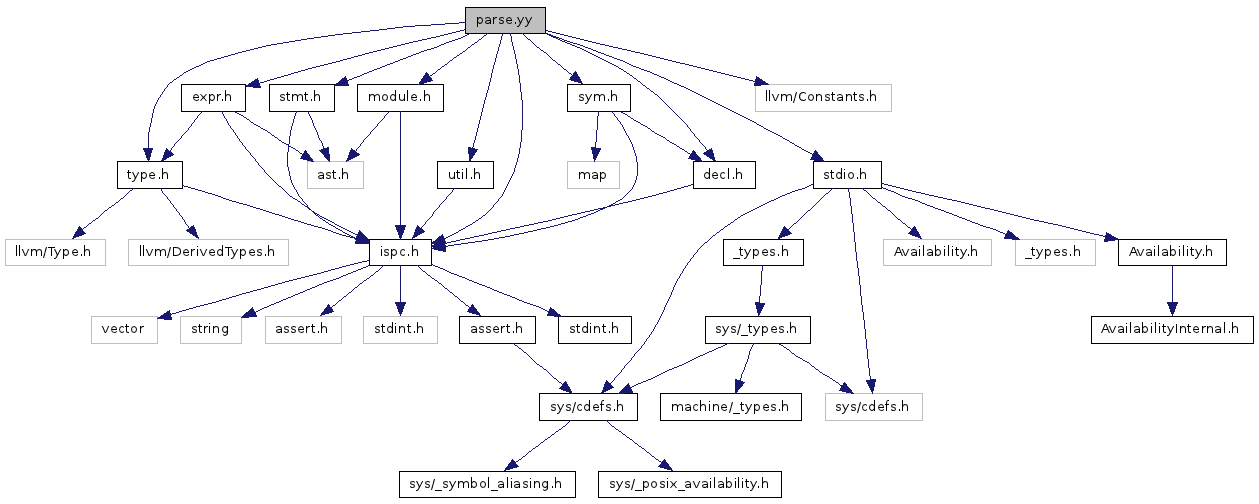 parse.yy
expr.h
stmt.h
module.h
sym.h
llvm/Constants.h
type.h
ast.h
util.h
map
decl.h
stdio.h
llvm/Type.h
llvm/DerivedTypes.h
ispc.h
_types.h
Availability.h
_types.h
Availability.h
vector
string
assert.h
stdint.h
assert.h
stdint.h
sys/_types.h
AvailabilityInternal.h
sys/cdefs.h
machine/_types.h
sys/cdefs.h
sys/_symbol_aliasing.h
sys/_posix_availability.h